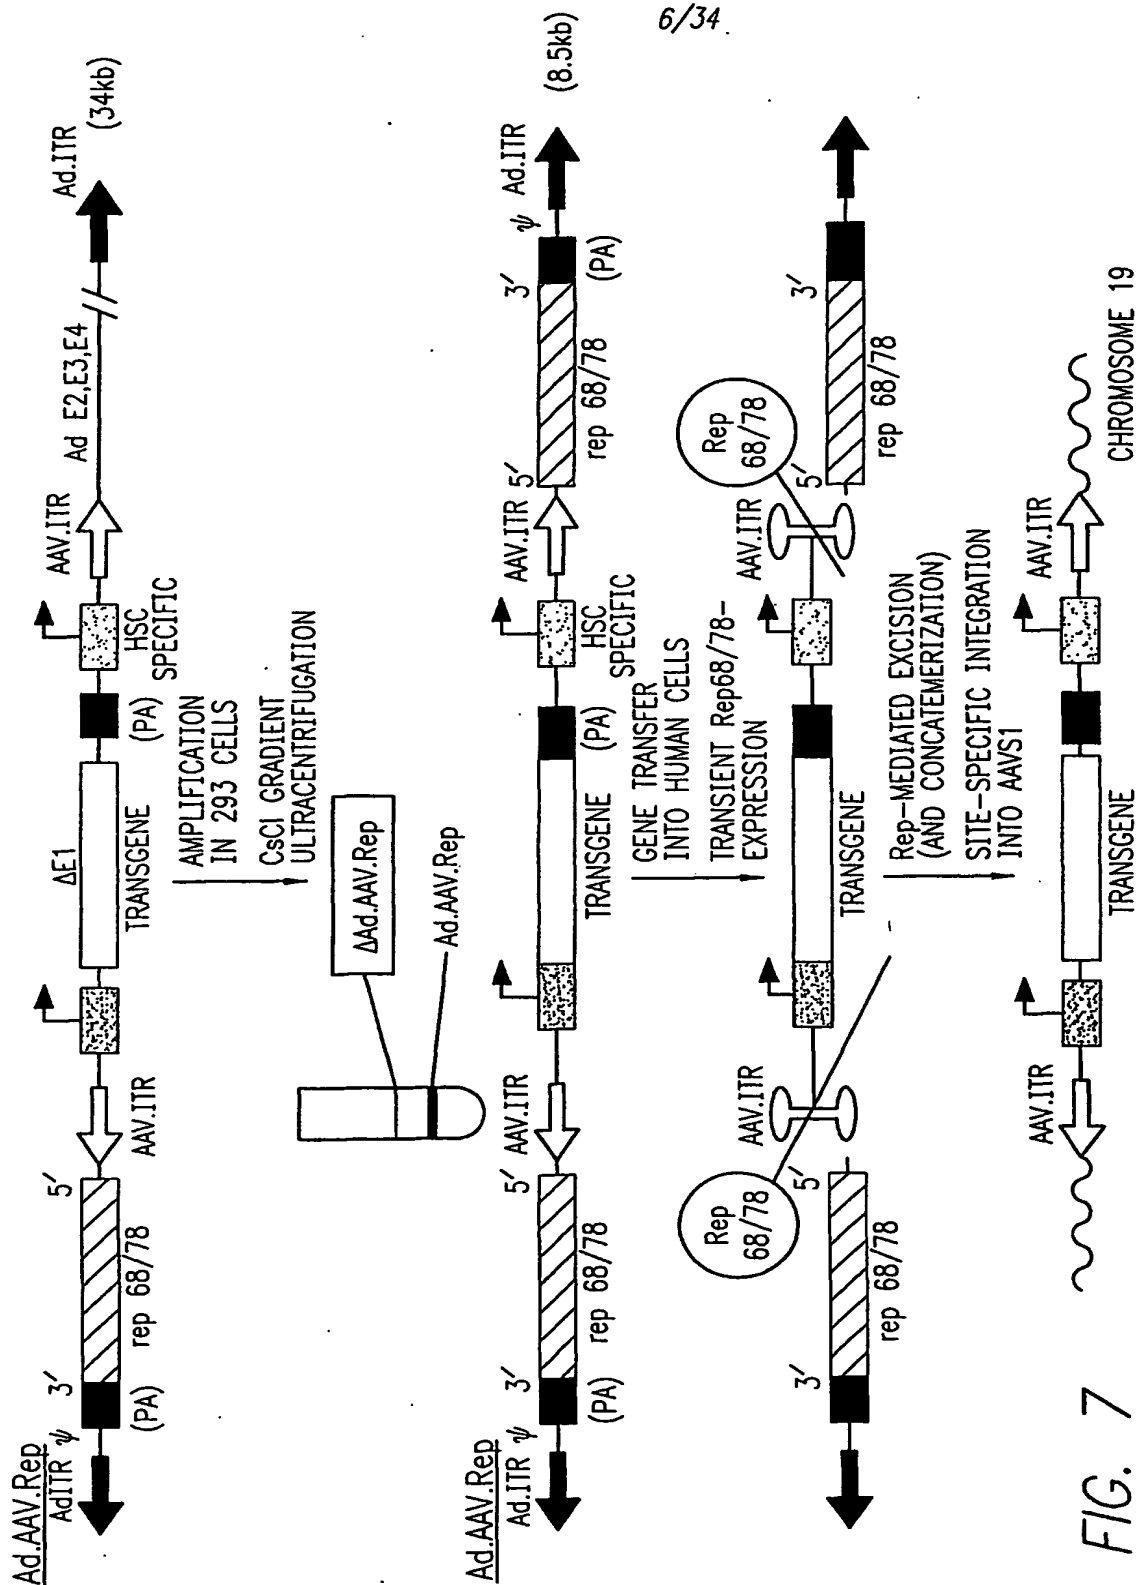 6/34
Ad.AAV.Rep
AdITR ψ 3′ 5′ AAV.ITR ΔE1 AAV.ITR Ad E2,E3,E4 Ad.ITR
(PA) rep 68/78 TRANSGENE (PA) HSC
SPECIFIC
(34kb)
AMPLIFICATION
IN 293 CELLS
CsCl GRADIENT
ULTRACENTRIFUGATION
ΔAd.AAV.Rep
Ad.AAV.Rep
Ad.AAV.Rep
Ad.ITR ψ 3′ 5′ AAV.ITR AAV.ITR 5′ 3′ ψ Ad.ITR
(PA) rep 68/78 TRANSGENE (PA) HSC
SPECIFIC
rep 68/78 (PA)
(8.5kb)
GENE TRANSFER
INTO HUMAN CELLS
TRANSIENT Rep68/78-
EXPRESSION
Rep
68/78
Rep
68/78
3′ 5′ AAV.ITR AAV.ITR 5′ 3′
rep 68/78 TRANSGENE rep 68/78
Rep-MEDIATED EXCISION
(AND CONCATEMERIZATION)
SITE-SPECIFIC INTEGRATION
INTO AAVS1
AAV.ITR AAV.ITR
TRANSGENE CHROMOSOME 19
FIG. 7